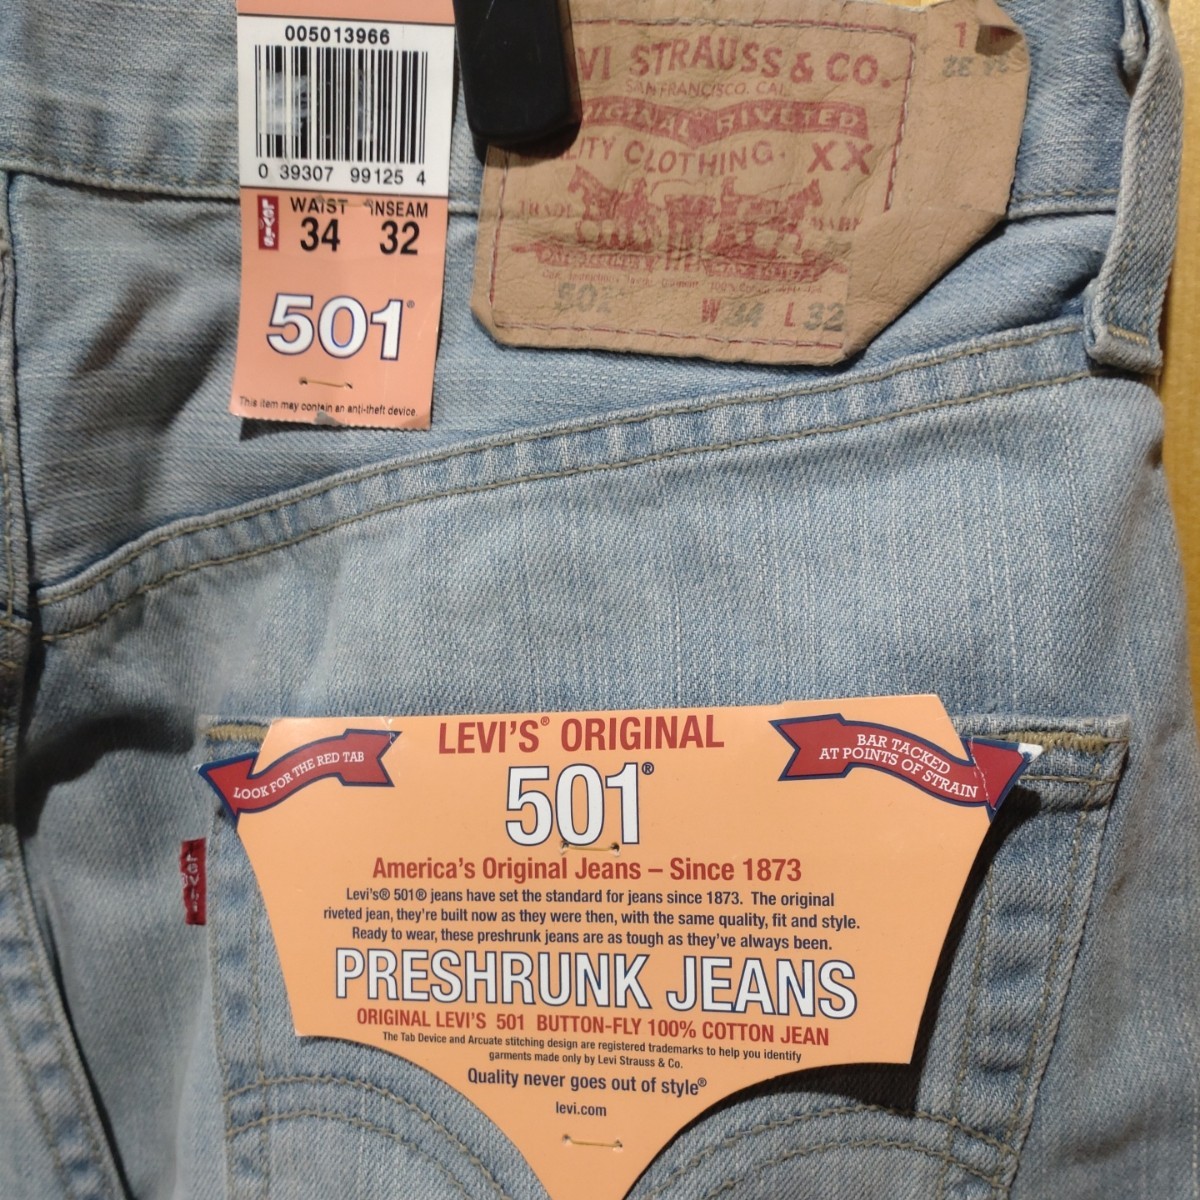 005013966
0 39307 99125 4
Levi's
WAIST INSEAM
34 32
501®
This item may contain an anti-theft device.
VI STRAUSS & CO.
SAN FRANCISCO, CAL.
ORIGINAL RIVETED
LITY CLOTHING. XX
TRADE MARK
501 W 34 L 32
LEVI'S® ORIGINAL
501®
LOOK FOR THE RED TAB
BAR TACKED
AT POINTS OF STRAIN
America's Original Jeans – Since 1873
Levi's® 501® jeans have set the standard for jeans since 1873. The original
riveted jean, they're built now as they were then, with the same quality, fit and style.
Ready to wear, these preshrunk jeans are as tough as they've always been.
PRESHRUNK JEANS
ORIGINAL LEVI'S 501 BUTTON-FLY 100% COTTON JEAN
The Tab Device and Arcuate stitching design are registered trademarks to help you identify
garments made only by Levi Strauss & Co.
Quality never goes out of style®
levi.com
LEVI'S